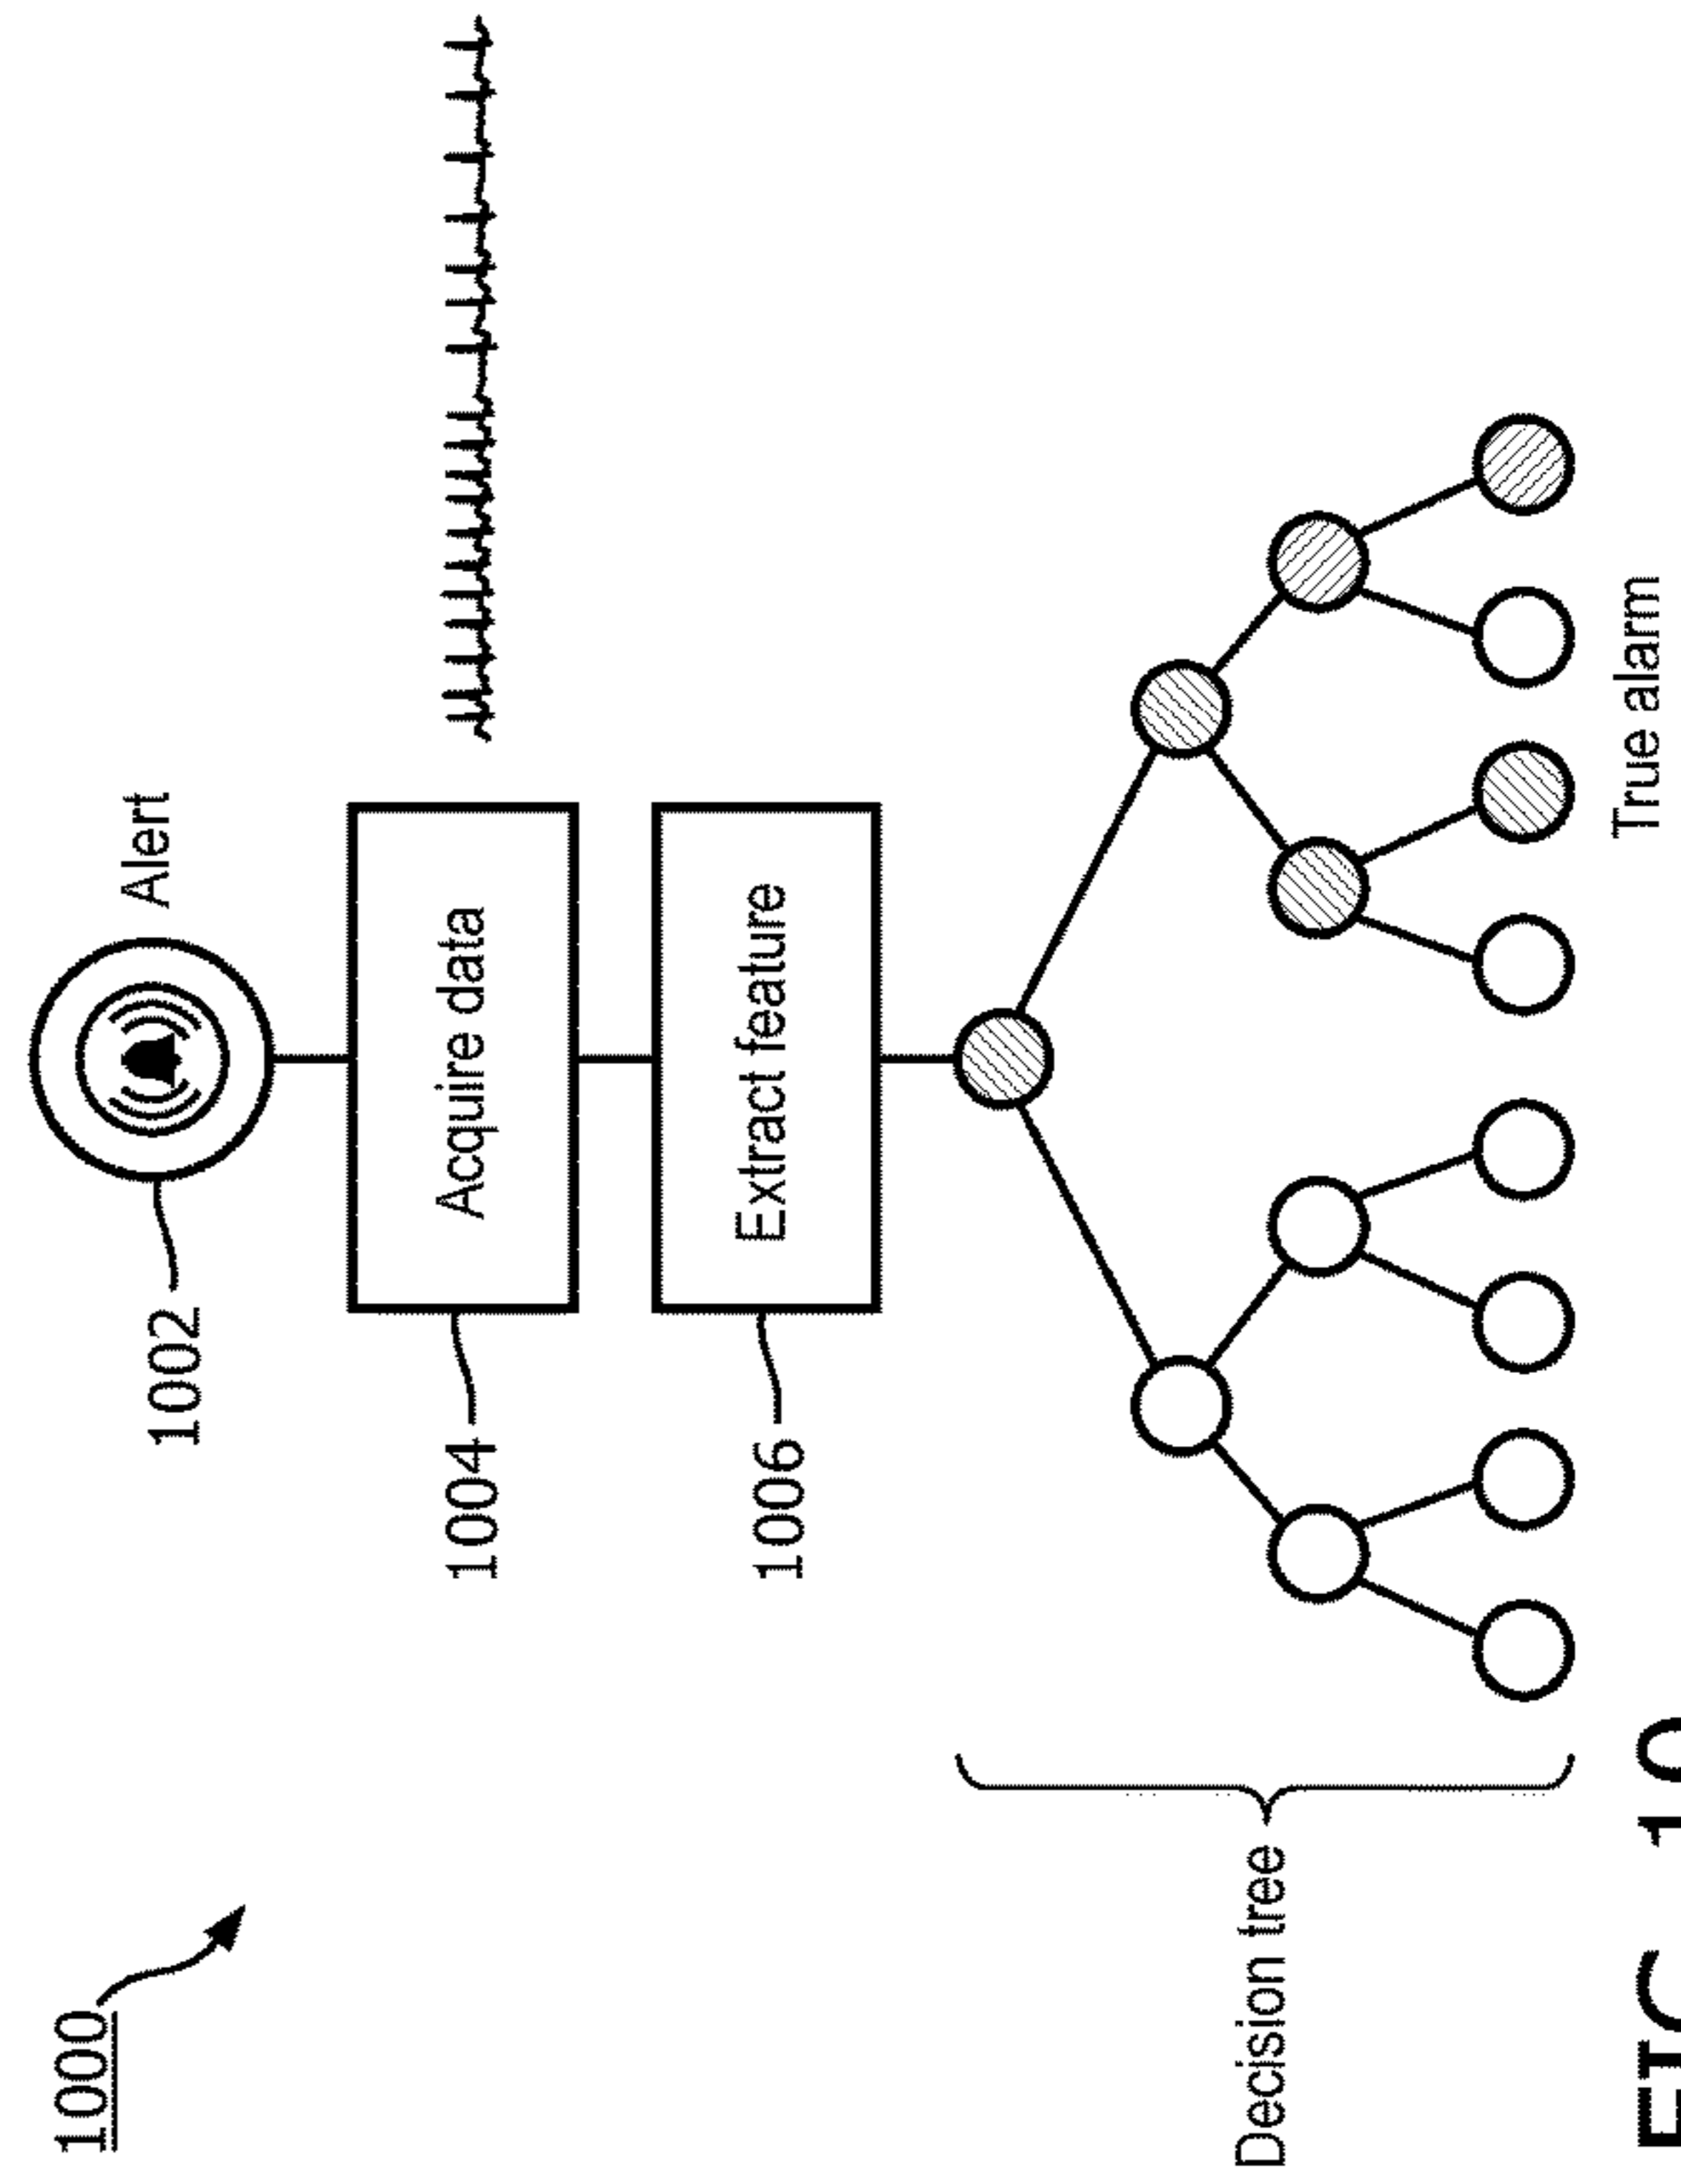 1000
1002
Alert
1004
Acquire data
1006
Extract feature
Decision tree
True alarm
FIG. 10